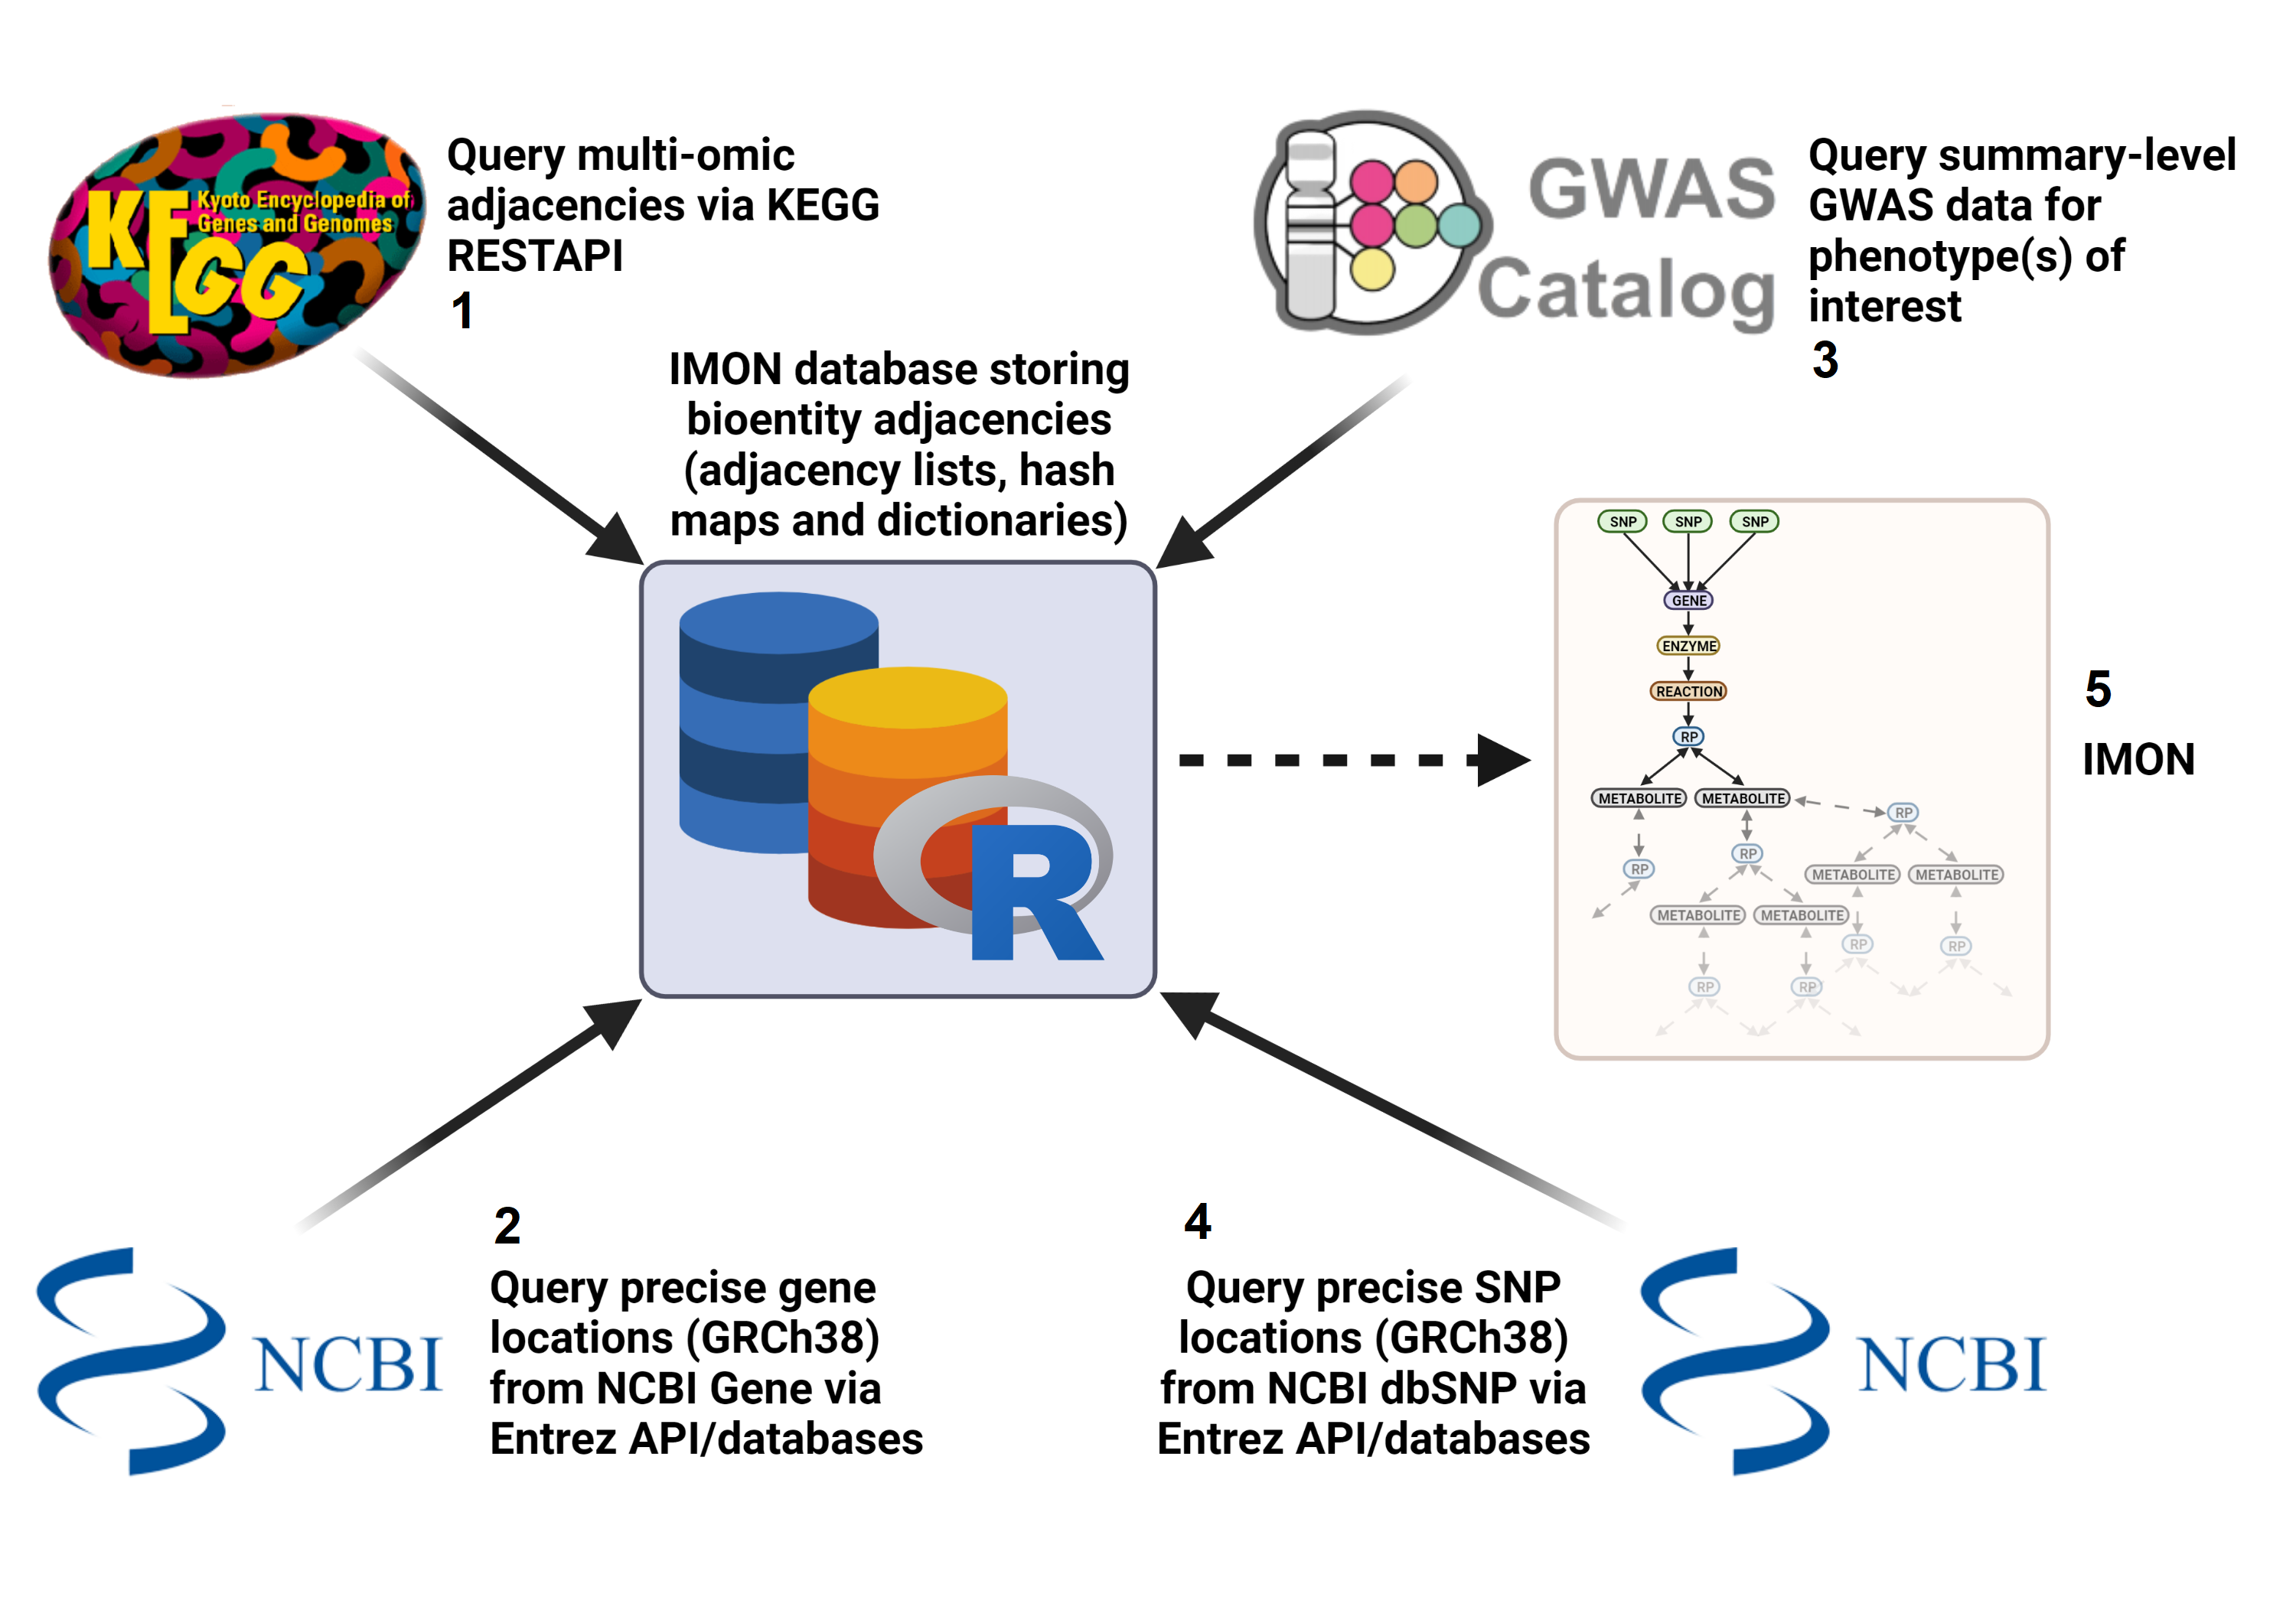 KEGG
Kyoto Encyclopedia of
Genes and Genomes
Query multi-omic
adjacencies via KEGG
RESTAPI
1
GWAS
Catalog
Query summary-level
GWAS data for
phenotype(s) of
interest
3
IMON database storing
bioentity adjacencies
(adjacency lists, hash
maps and dictionaries)
R
SNP SNP SNP
GENE
ENZYME
REACTION
RP
METABOLITE METABOLITE
RP
RP
RP
METABOLITE METABOLITE
METABOLITE METABOLITE
RP RP
RP RP
5
IMON
2
Query precise gene
locations (GRCh38)
from NCBI Gene via
Entrez API/databases
NCBI
4
Query precise SNP
locations (GRCh38)
from NCBI dbSNP via
Entrez API/databases
NCBI